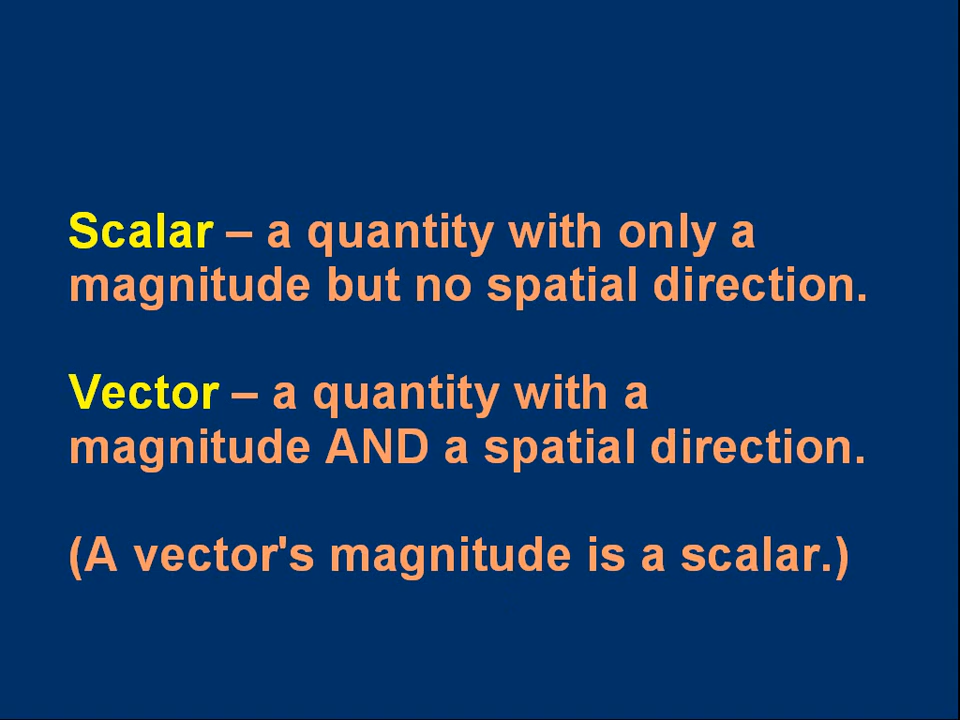 Scalar – a quantity with only a
magnitude but no spatial direction.
Vector – a quantity with a
magnitude AND a spatial direction.
(A vector's magnitude is a scalar.)